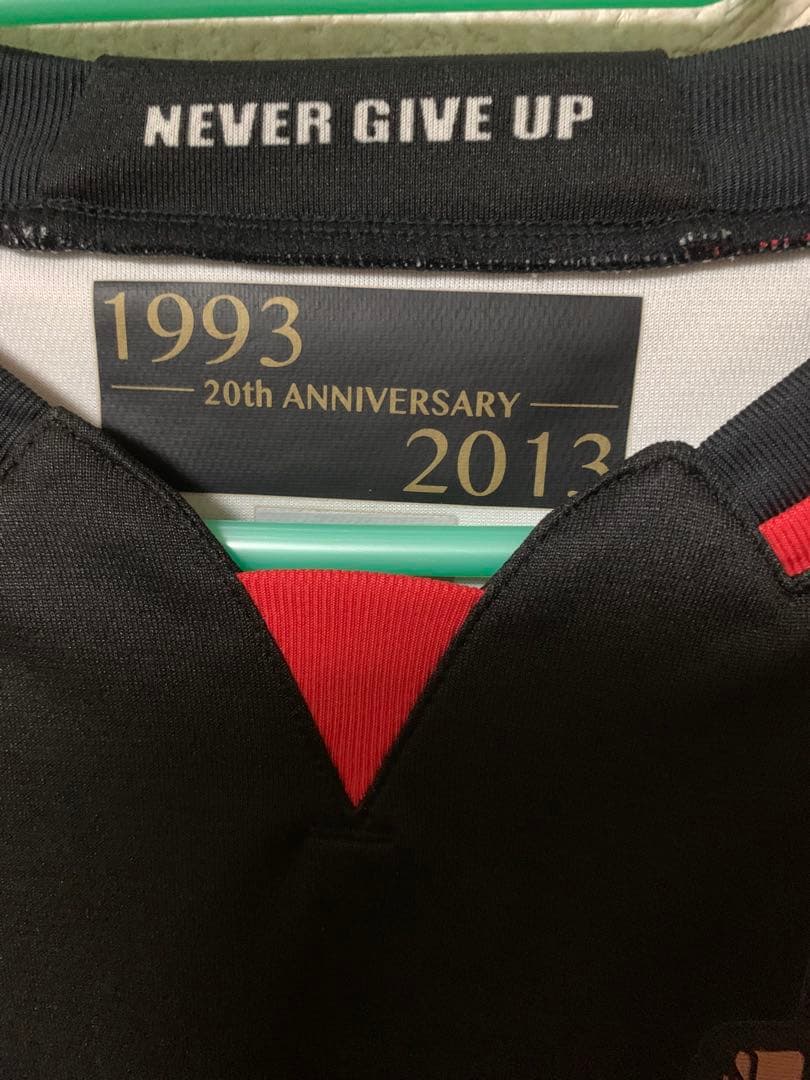 NEVER GIVE UP
1993
20th ANNIVERSARY
2013